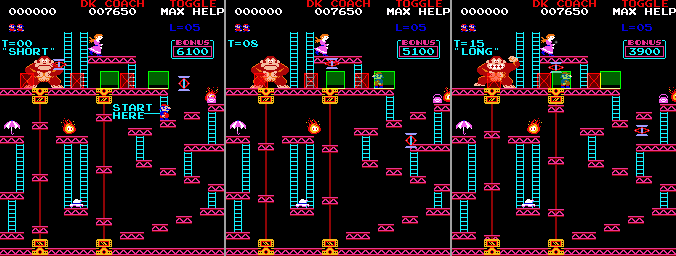 DK COACH TOGGLE
000000 007650 MAX HELP
L=05
T=00
"SHORT"
BONUS
6100
START
HERE
DK COACH TOGGLE
000000 007650 MAX HELP
L=05
T=08
BONUS
5100
DK COACH TOGGLE
000000 007650 MAX HELP
L=05
T=15
"LONG"
BONUS
3900